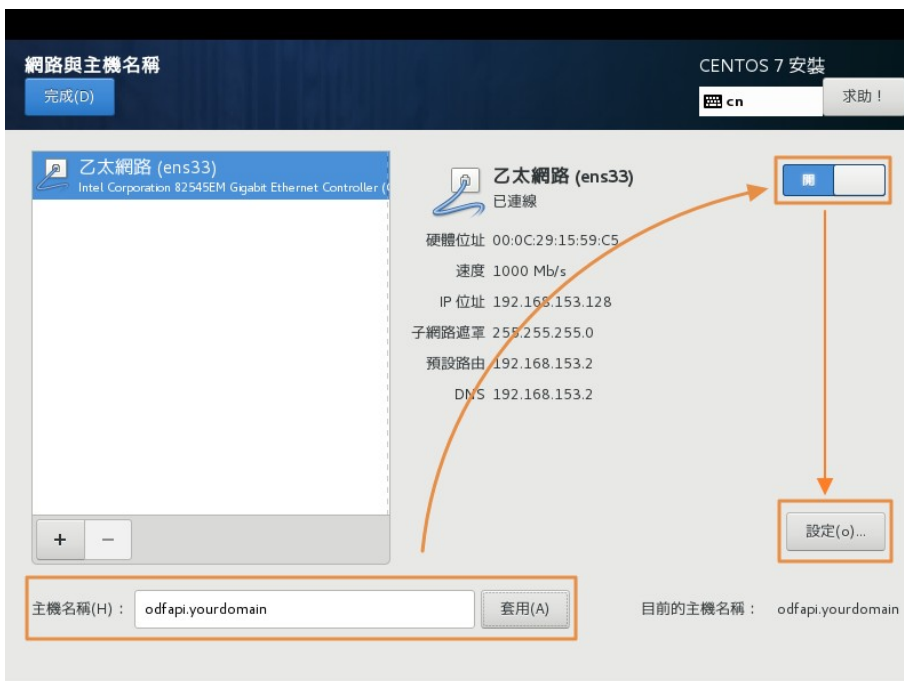 網路與主機名稱
完成(D)
CENTOS 7 安裝
cn
求助！
乙太網路 (ens33)
Intel Corporation 82545EM Gigabit Ethernet Controller (
乙太網路 (ens33)
已連線
開
硬體位址 00:0C:29:15:59:C5
速度 1000 Mb/s
IP 位址 192.168.153.128
子網路遮罩 255.255.255.0
預設路由 192.168.153.2
DNS 192.168.153.2
+ −
設定(o)...
主機名稱(H)： odfapi.yourdomain 套用(A) 目前的主機名稱： odfapi.yourdomain